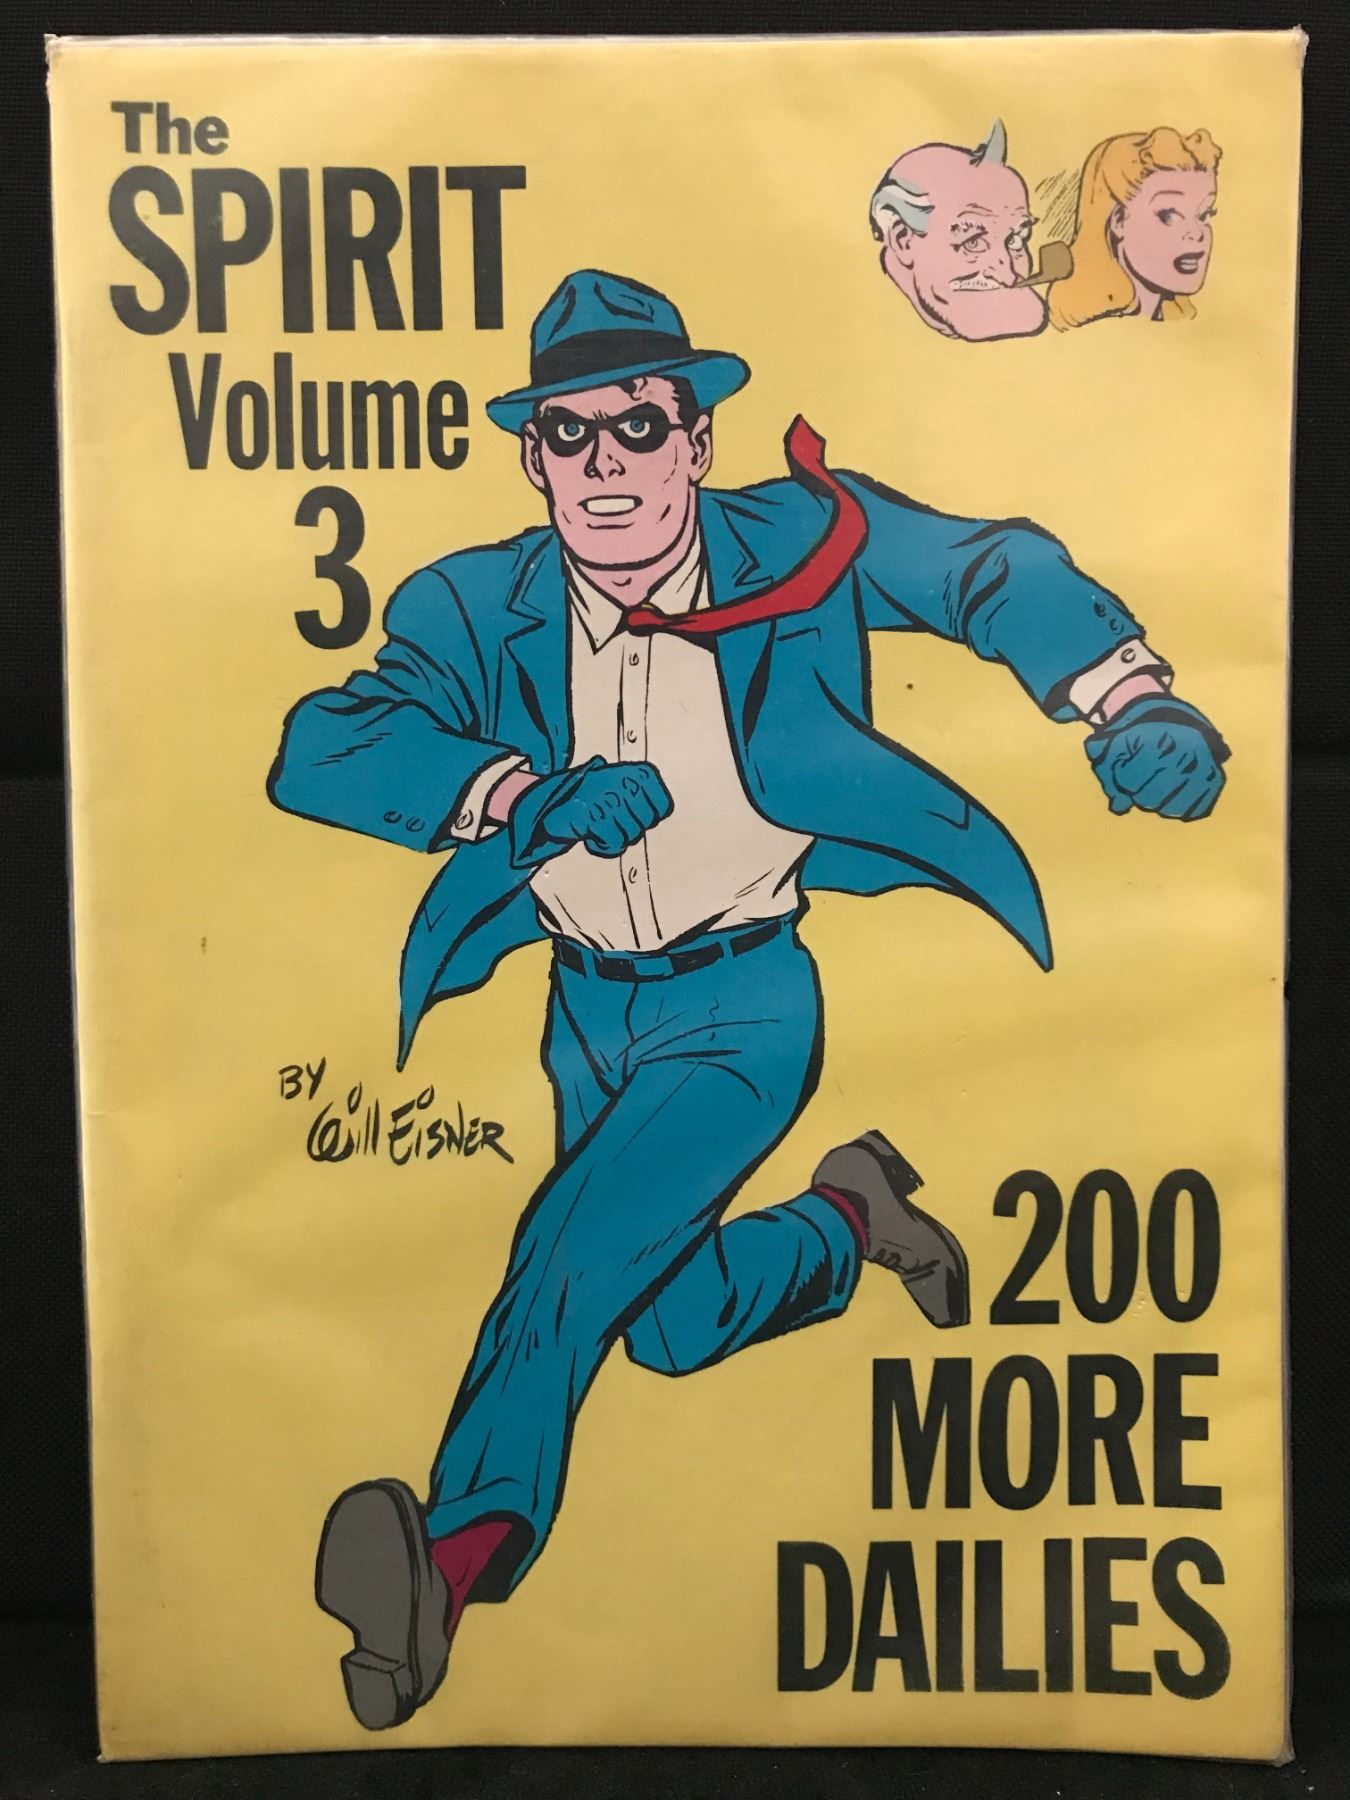 The
SPIRIT
Volume
3
BY
Will EISNER
200
MORE
DAILIES